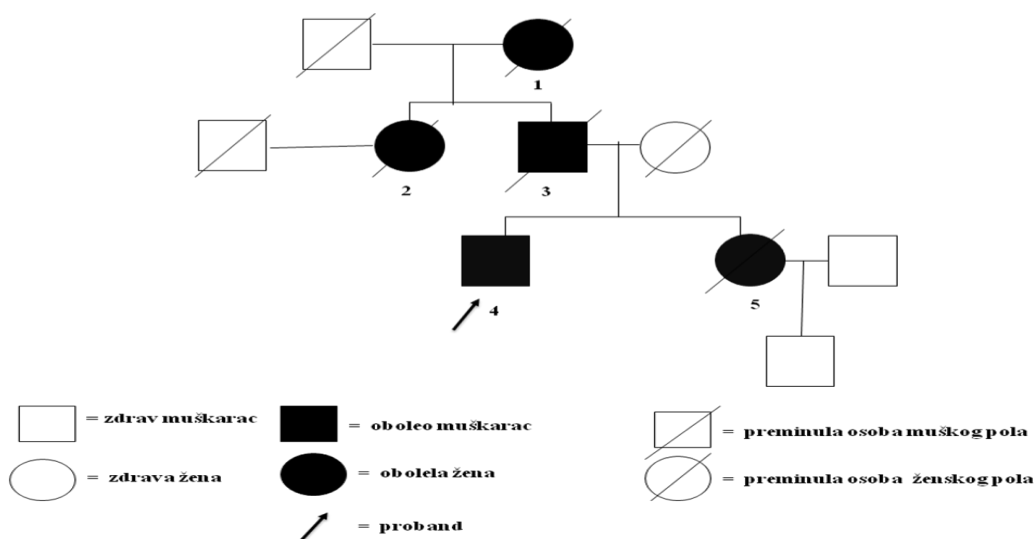 1
2
3
4
5
= zdrav muškarac
= oboleo muškarac
= preminula osoba muškog pola
= zdrava žena
= obolela žena
= preminula osoba ženskog pola
= proband